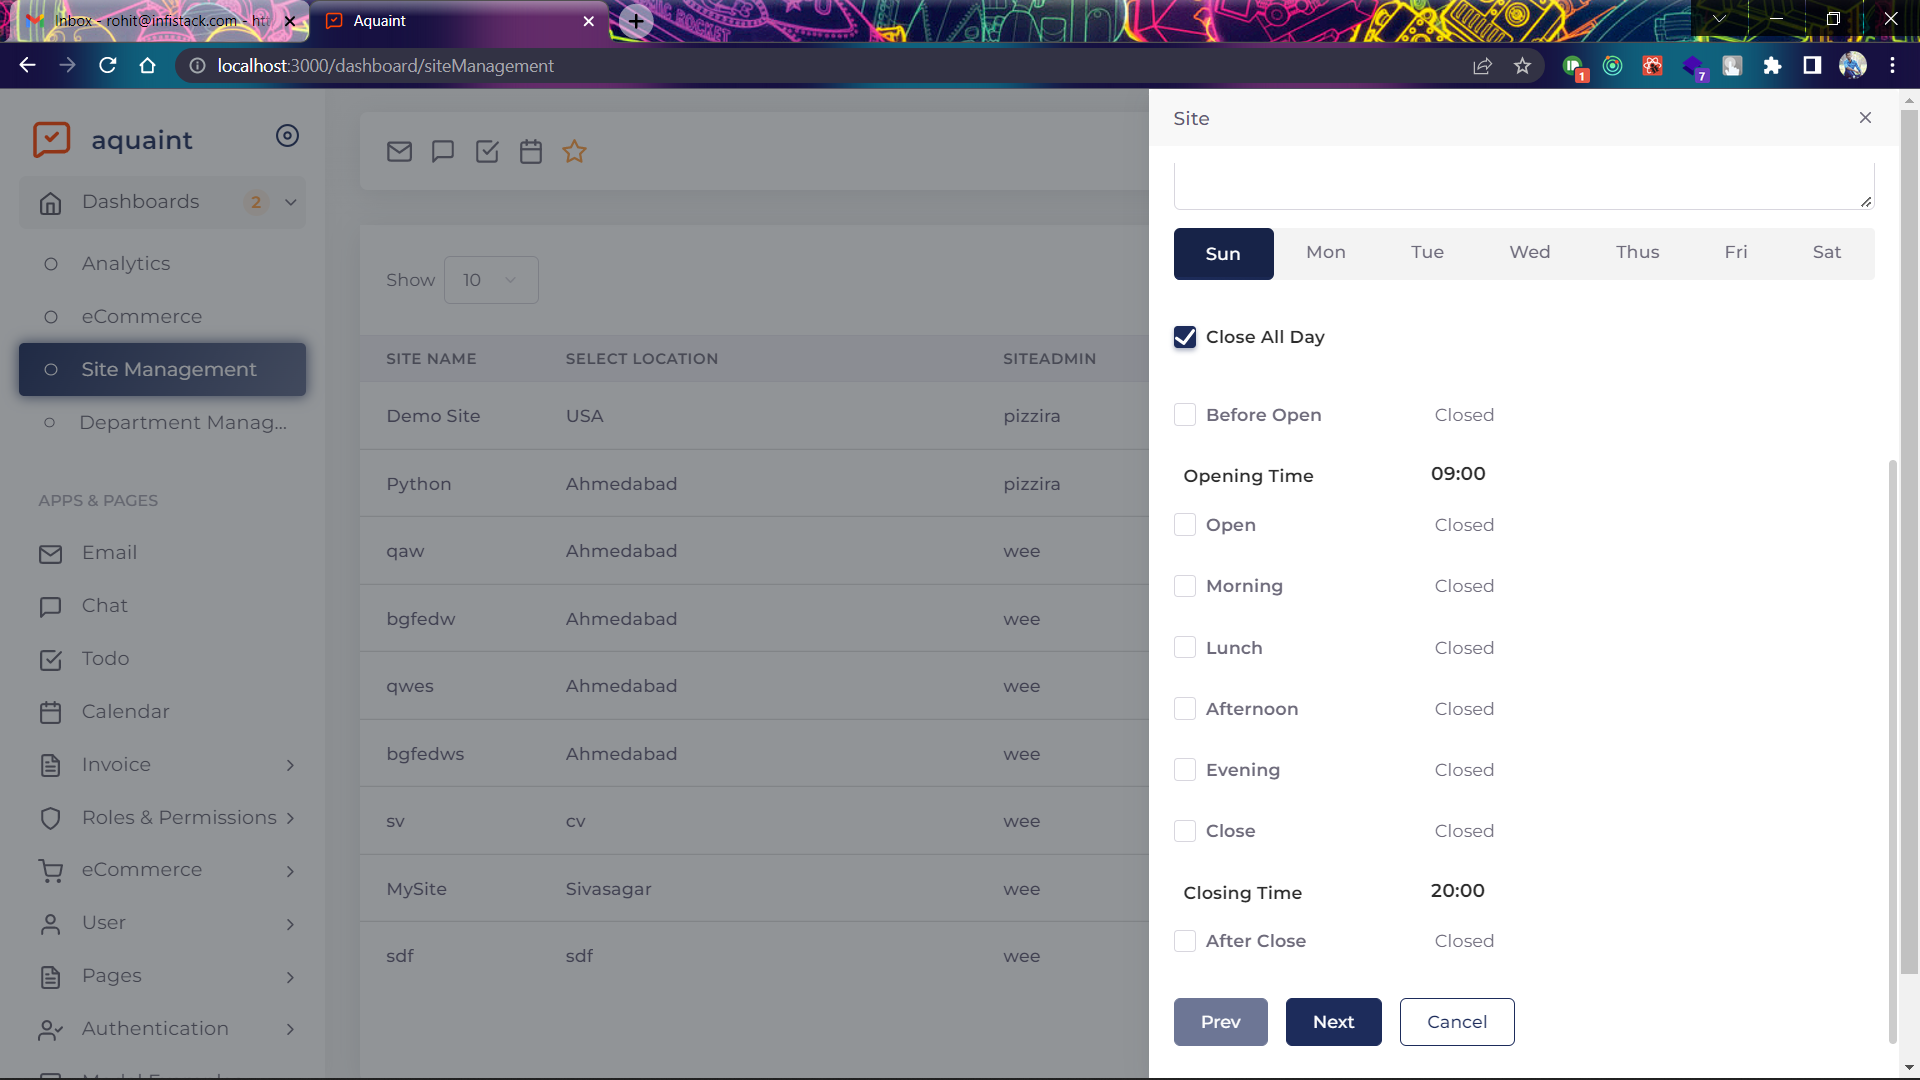 Inbox - rohit@infistack.com - htt
Aquaint
localhost:3000/dashboard/siteManagement
1
7
aquaint
Dashboards 2
Analytics
eCommerce
Site Management
Department Manag...
APPS & PAGES
Email
Chat
Todo
Calendar
Invoice
Roles & Permissions
eCommerce
User
Pages
Authentication
Show 10
SITE NAME SELECT LOCATION SITEADMIN
Demo Site USA pizzira
Python Ahmedabad pizzira
qaw Ahmedabad wee
bgfedw Ahmedabad wee
qwes Ahmedabad wee
bgfedws Ahmedabad wee
sv cv wee
MySite Sivasagar wee
sdf sdf wee
Site
Sun Mon Tue Wed Thus Fri Sat
Close All Day
Before Open Closed
Opening Time 09:00
Open Closed
Morning Closed
Lunch Closed
Afternoon Closed
Evening Closed
Close Closed
Closing Time 20:00
After Close Closed
Prev Next Cancel